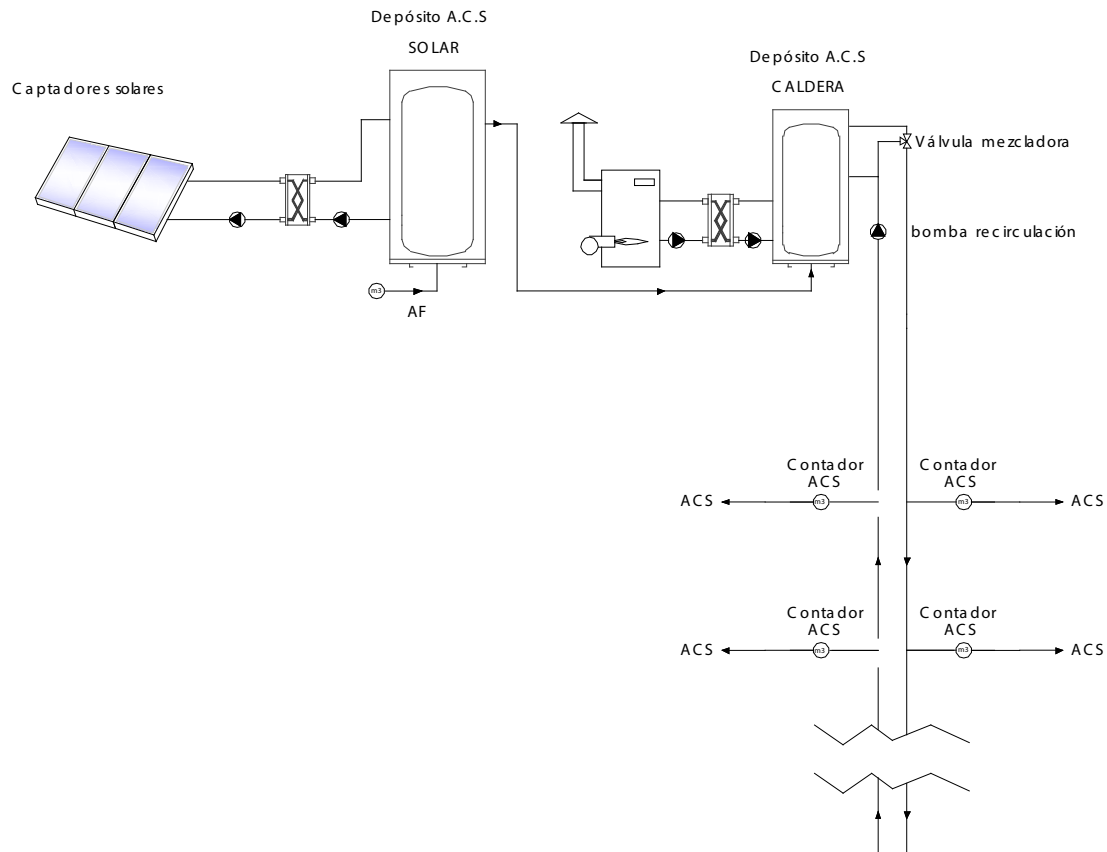 Depósito A.C.S
SOLAR
Depósito A.C.S
CALDERA
Captadores solares
Válvula mezcladora
bomba recirculación
m3
AF
Contador
ACS
Contador
ACS
ACS
m3
m3
ACS
Contador
ACS
Contador
ACS
ACS
m3
m3
ACS